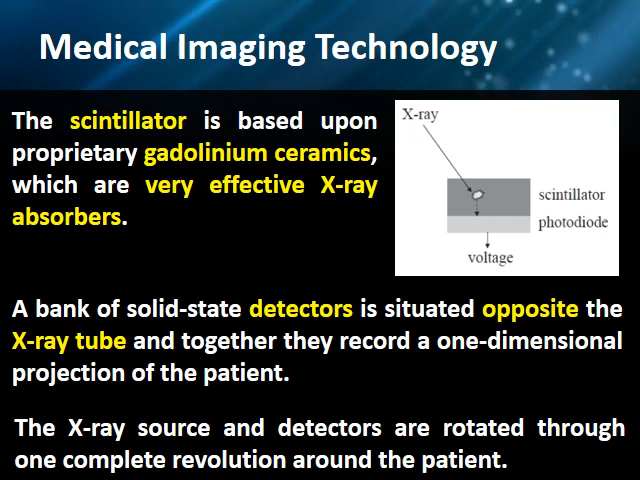 Medical Imaging Technology
The scintillator is based upon
proprietary gadolinium ceramics,
which are very effective X-ray
absorbers.
X-ray
scintillator
photodiode
voltage
A bank of solid-state detectors is situated opposite the
X-ray tube and together they record a one-dimensional
projection of the patient.
The X-ray source and detectors are rotated through
one complete revolution around the patient.